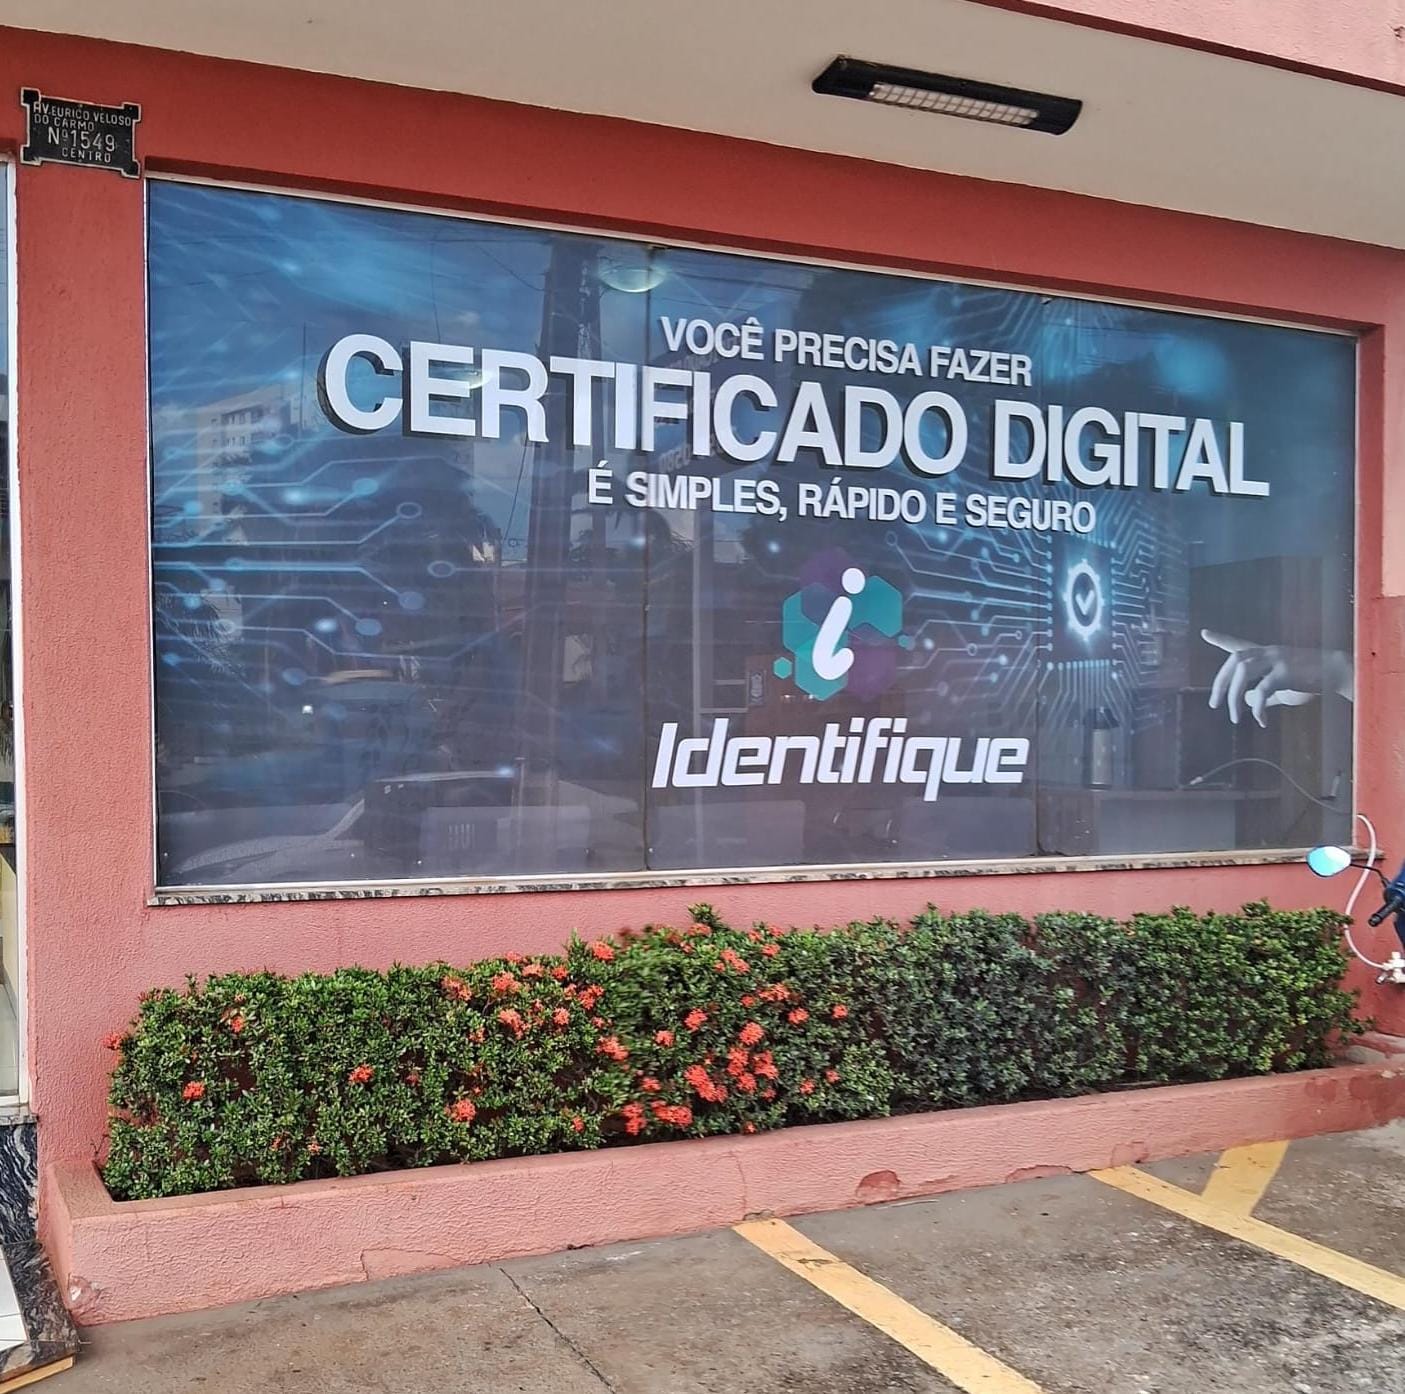 AV.EURICO VELOSO
DO CARMO
Nº1549
CENTRO
VOCÊ PRECISA FAZER
CERTIFICADO DIGITAL
É SIMPLES, RÁPIDO E SEGURO
i
Identifique